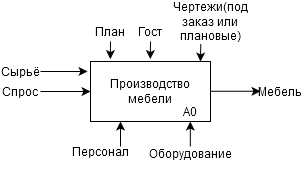 Чертежи(под
заказ или
плановые)
План
Гост
Сырьё
Спрос
Производство
мебели
A0
Мебель
Персонал
Оборудование